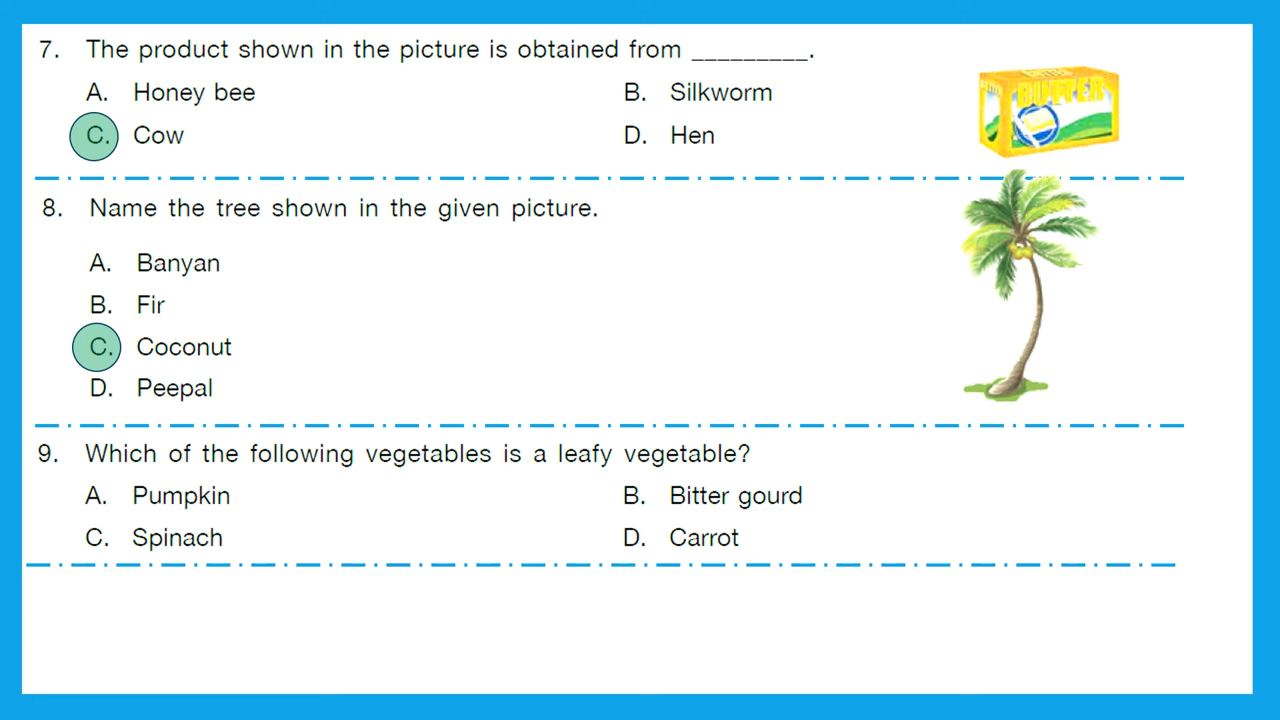 7. The product shown in the picture is obtained from _________.
A. Honey bee B. Silkworm
C. Cow D. Hen
BUTTER
8. Name the tree shown in the given picture.
A. Banyan
B. Fir
C. Coconut
D. Peepal
9. Which of the following vegetables is a leafy vegetable?
A. Pumpkin B. Bitter gourd
C. Spinach D. Carrot